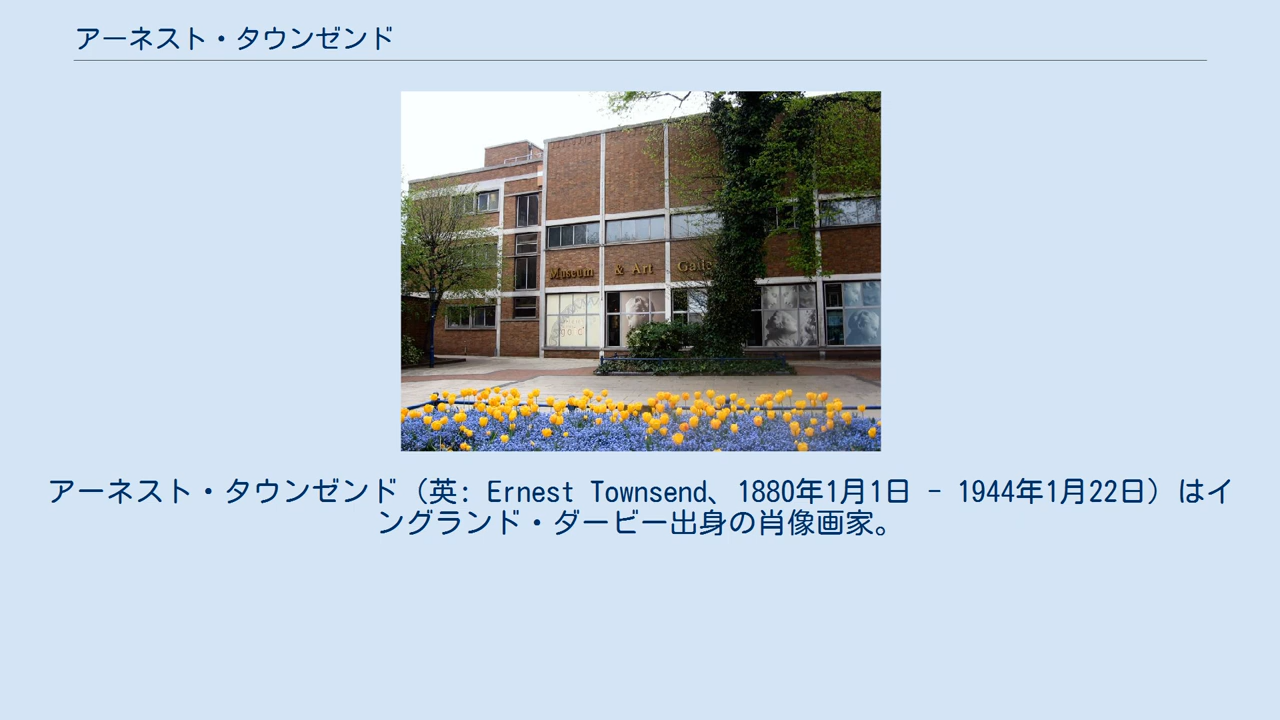 アーネスト・タウンゼンド
Museum & Art Galle
アーネスト・タウンゼンド（英: Ernest Townsend、1880年1月1日 - 1944年1月22日）はイ
ングランド・ダービー出身の肖像画家。